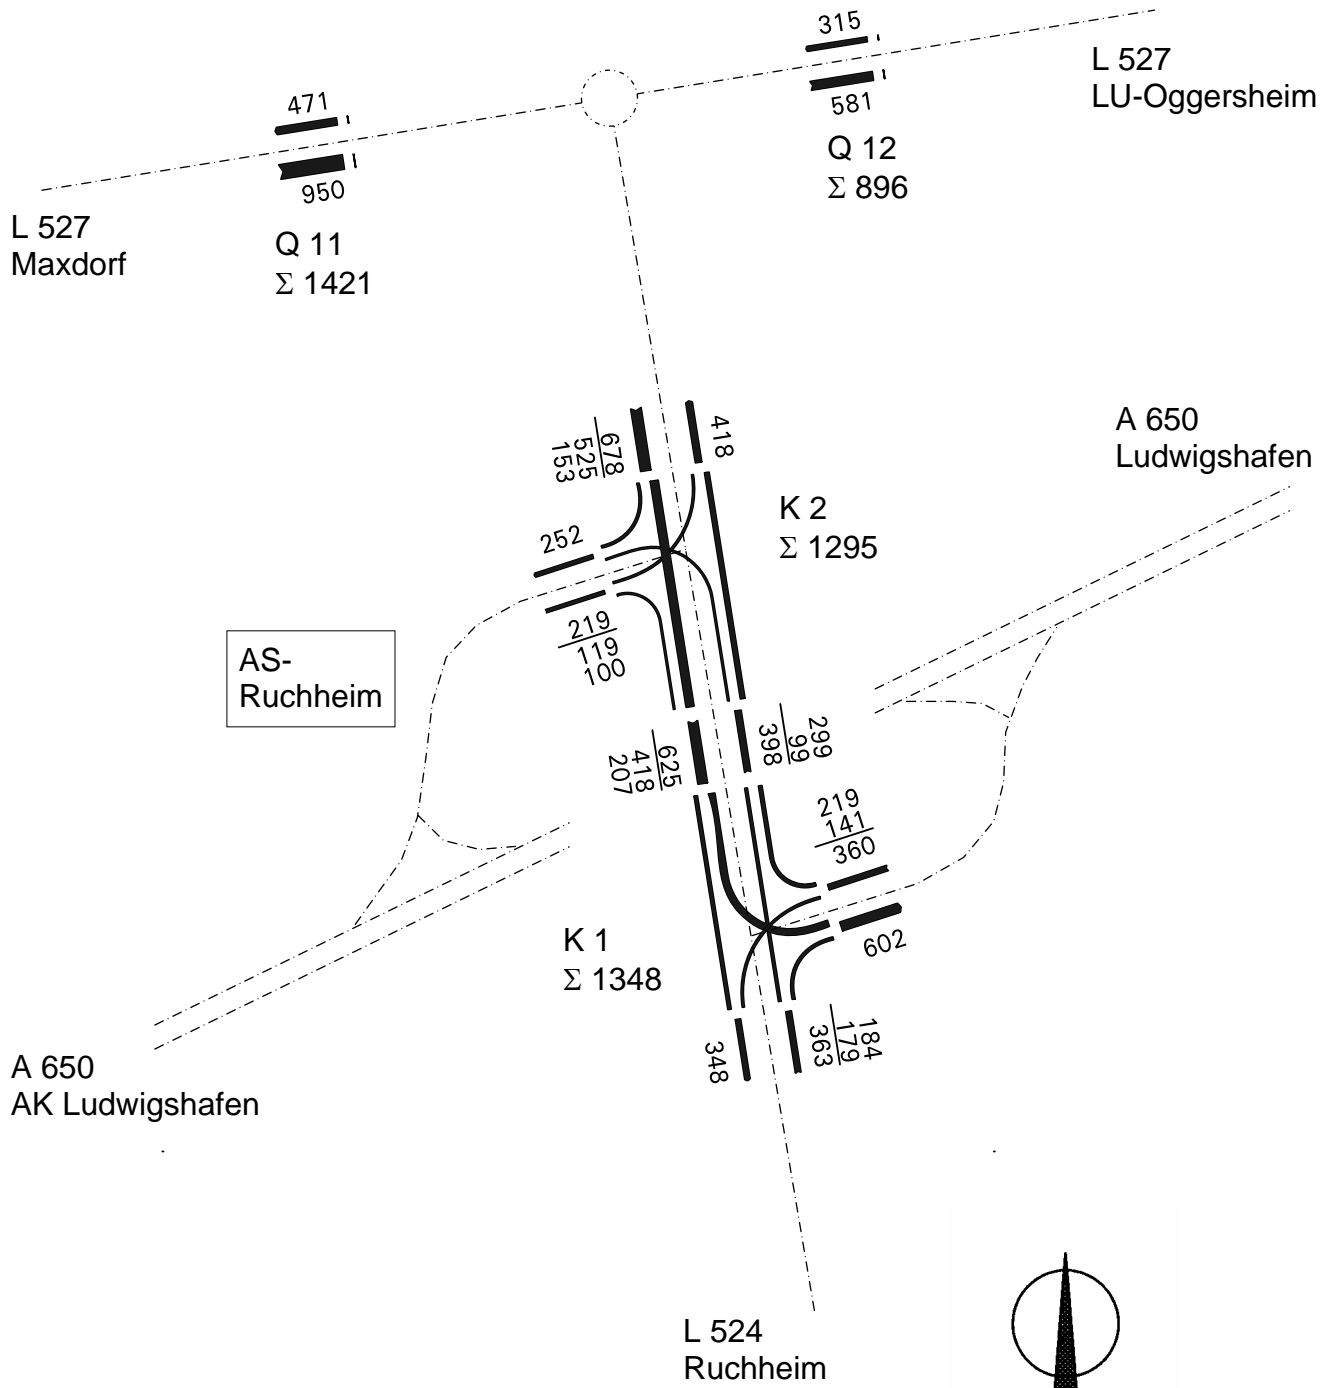 315
L 527
LU-Oggersheim
471
581
950
Q 12
Σ 896
L 527
Maxdorf
Q 11
Σ 1421
A 650
Ludwigshafen
418
678
525
153
K 2
Σ 1295
252
219
119
100
AS-
Ruchheim
299
99
398
625
418
207
219
141
360
602
K 1
Σ 1348
348
184
179
363
A 650
AK Ludwigshafen
L 524
Ruchheim